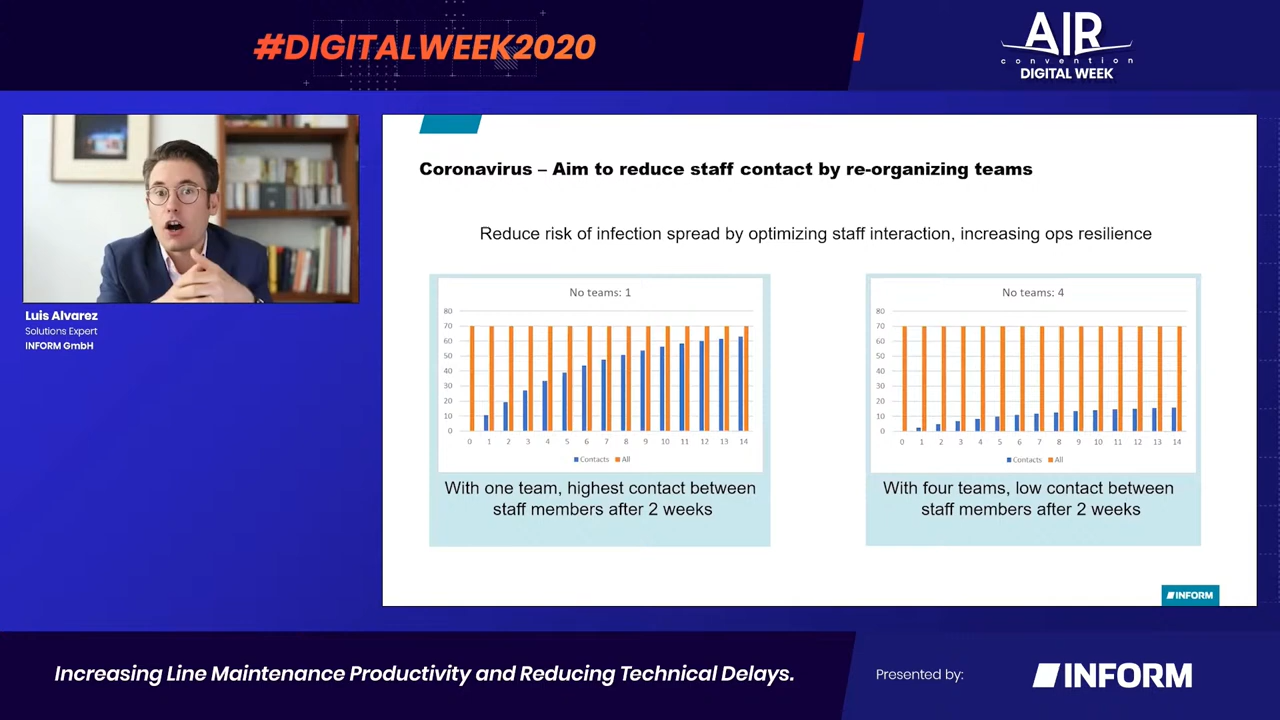 #DIGITALWEEK2020
AIR
convention
DIGITAL WEEK
Luis Alvarez
Solutions Expert
INFORM GmbH
Coronavirus – Aim to reduce staff contact by re-organizing teams
Reduce risk of infection spread by optimizing staff interaction, increasing ops resilience
No teams: 1
80
70
60
50
40
30
20
10
0
0 1 2 3 4 5 6 7 8 9 10 11 12 13 14
Contacts All
With one team, highest contact between
staff members after 2 weeks
No teams: 4
80
70
60
50
40
30
20
10
0
0 1 2 3 4 5 6 7 8 9 10 11 12 13 14
Contacts All
With four teams, low contact between
staff members after 2 weeks
INFORM
Increasing Line Maintenance Productivity and Reducing Technical Delays.
Presented by:
INFORM